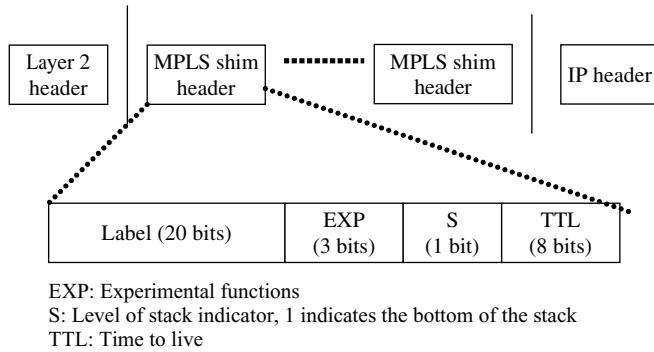 Layer 2
header
MPLS shim
header
MPLS shim
header
IP header
Label (20 bits)
EXP
(3 bits)
S
(1 bit)
TTL
(8 bits)
EXP: Experimental functions
S: Level of stack indicator, 1 indicates the bottom of the stack
TTL: Time to live